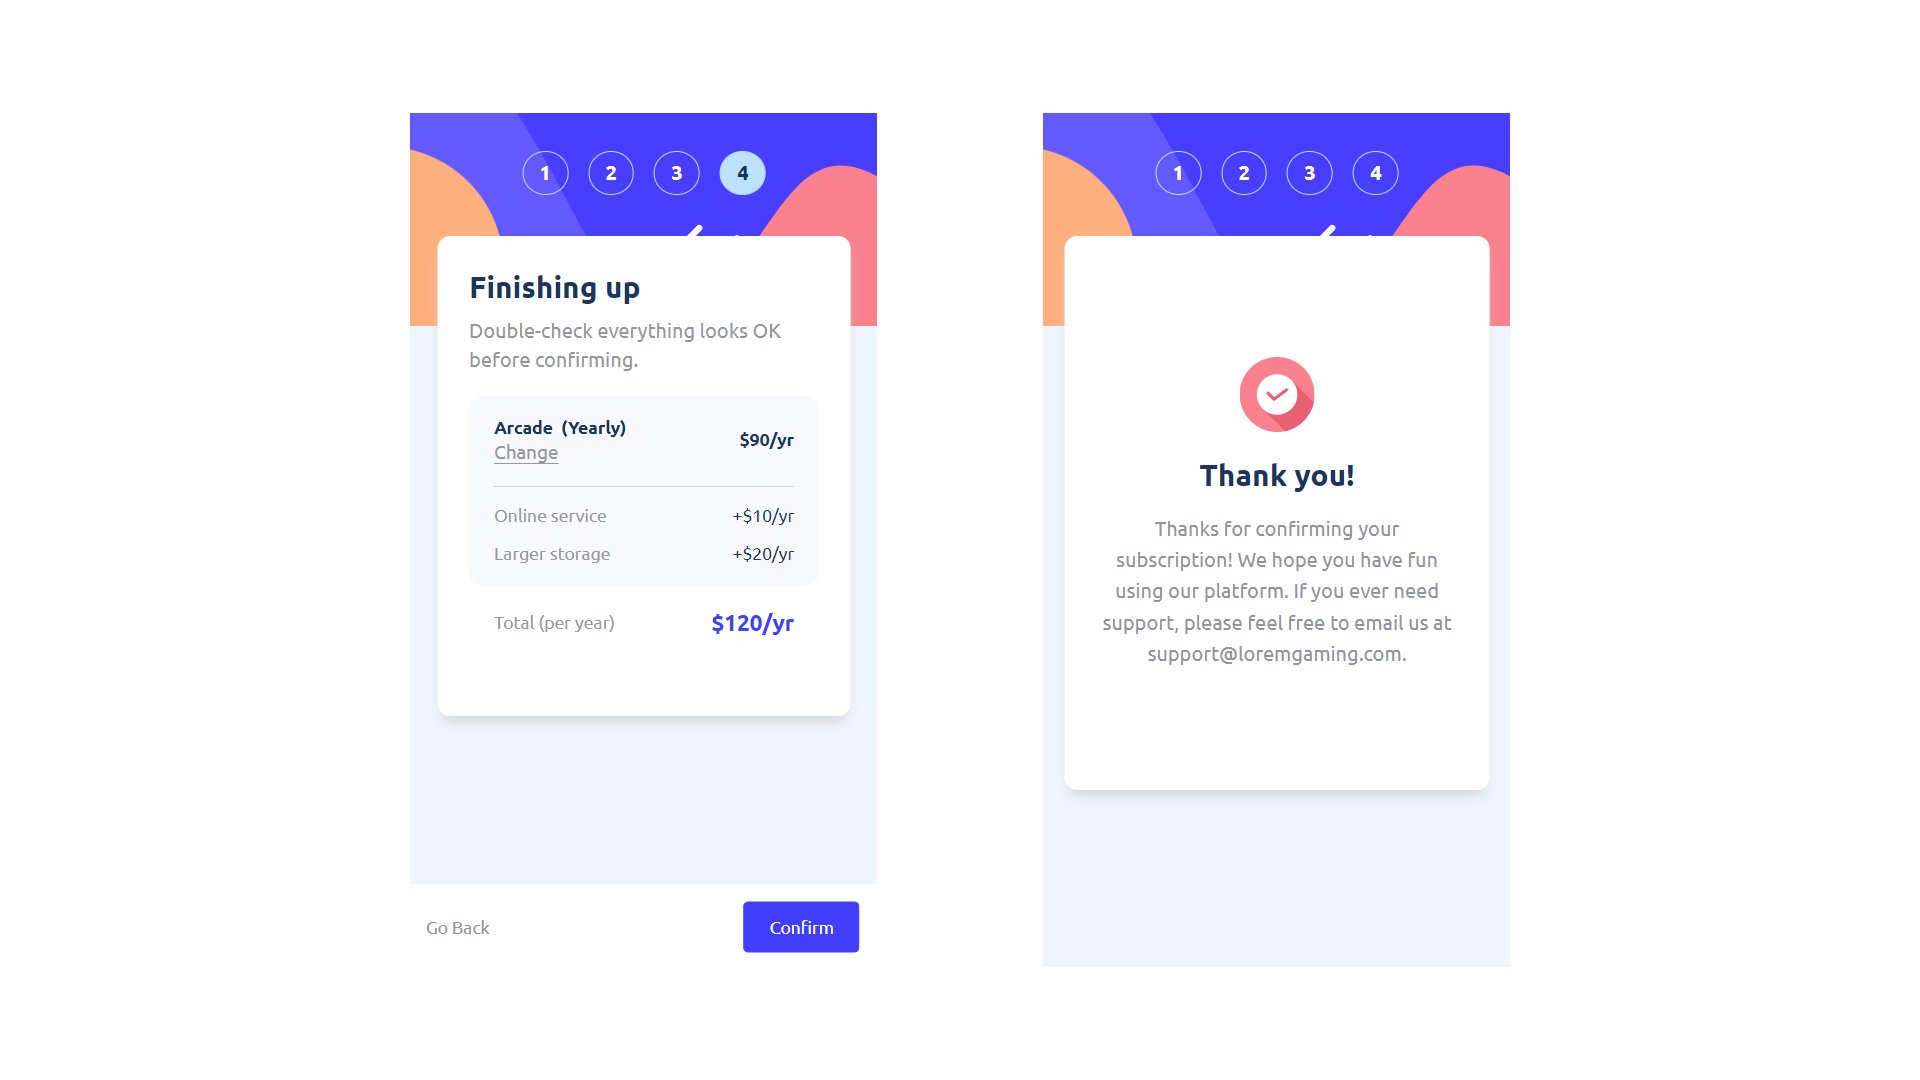 1 2 3 4
Finishing up
Double-check everything looks OK
before confirming.
Arcade (Yearly)
Change
$90/yr
Online service +$10/yr
Larger storage +$20/yr
Total (per year) $120/yr
Go Back Confirm
1 2 3 4
Thank you!
Thanks for confirming your
subscription! We hope you have fun
using our platform. If you ever need
support, please feel free to email us at
support@loremgaming.com.